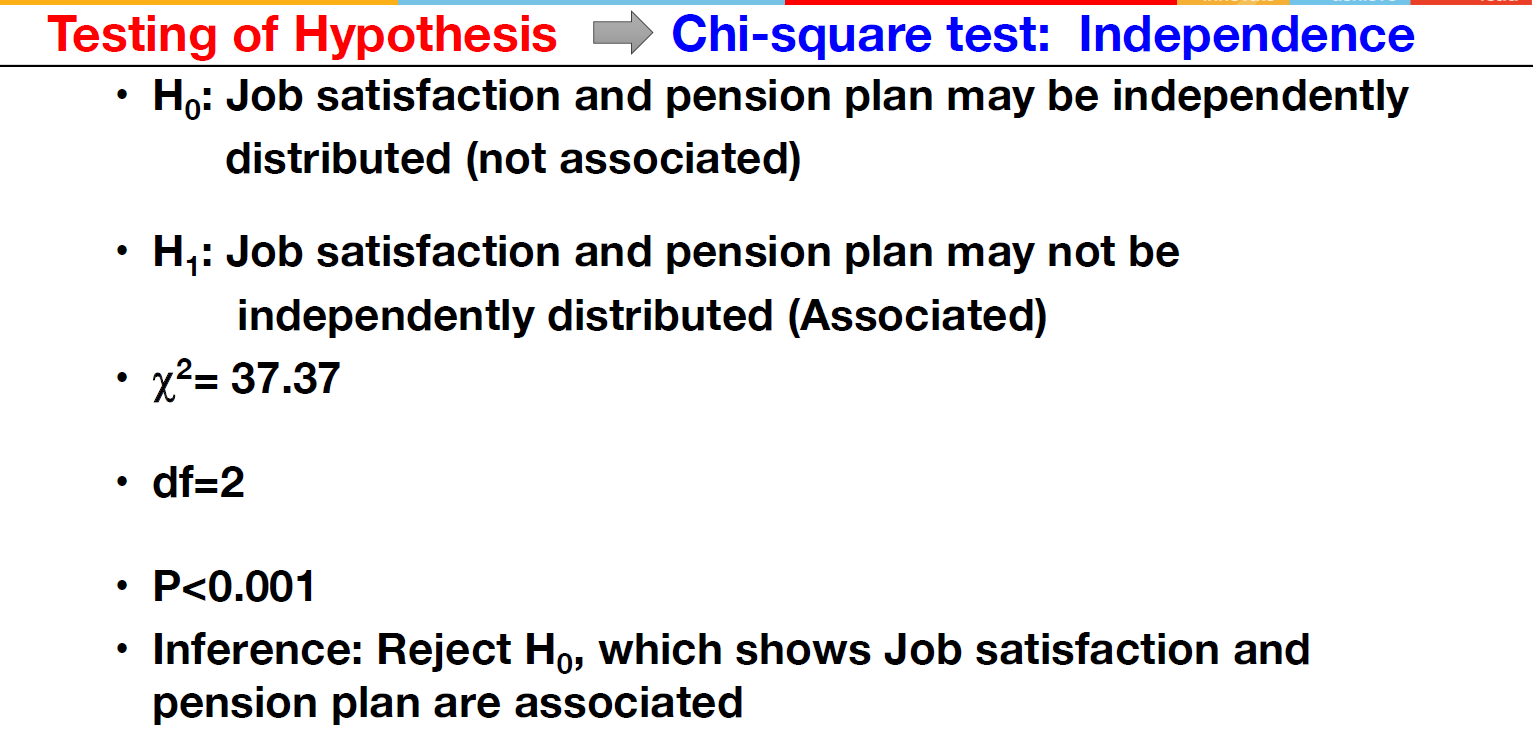 Testing of Hypothesis Chi-square test: Independence
• H₀: Job satisfaction and pension plan may be independently
distributed (not associated)
• H₁: Job satisfaction and pension plan may not be
independently distributed (Associated)
• χ²= 37.37
• df=2
• P<0.001
• Inference: Reject H₀, which shows Job satisfaction and
pension plan are associated